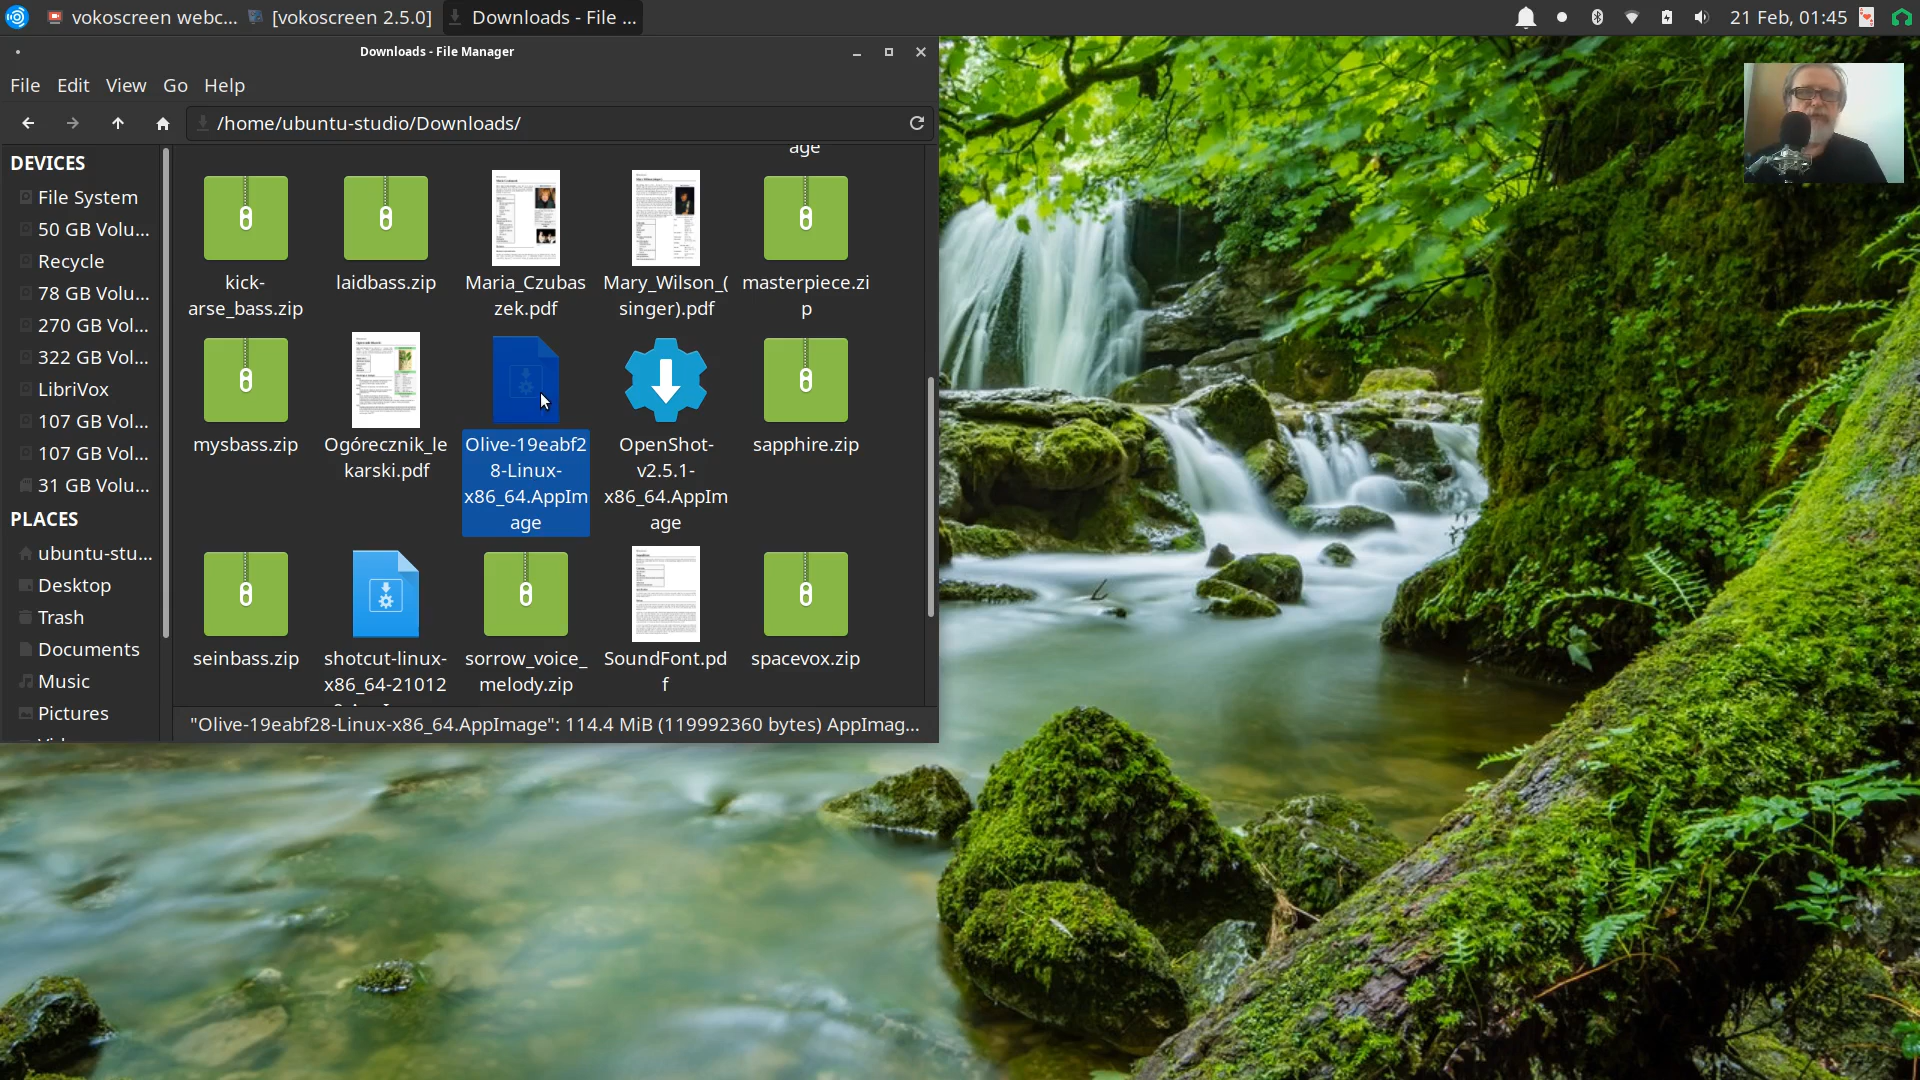 vokoscreen webc...
[vokoscreen 2.5.0]
Downloads - File ...
21 Feb, 01:45
Downloads - File Manager
File Edit View Go Help
/home/ubuntu-studio/Downloads/
DEVICES
File System
50 GB Volu...
Recycle
78 GB Volu...
270 GB Vol...
322 GB Vol...
LibriVox
107 GB Vol...
107 GB Vol...
31 GB Volu...
PLACES
ubuntu-stu...
Desktop
Trash
Documents
Music
Pictures
age
kick-
arse_bass.zip
laidbass.zip
Maria_Czubas
zek.pdf
Mary_Wilson_(
singer).pdf
masterpiece.zi
p
mysbass.zip
Ogórecznik_le
karski.pdf
Olive-19eabf2
8-Linux-
x86_64.AppIm
age
OpenShot-
v2.5.1-
x86_64.AppIm
age
sapphire.zip
seinbass.zip
shotcut-linux-
x86_64-21012
sorrow_voice_
melody.zip
SoundFont.pd
f
spacevox.zip
"Olive-19eabf28-Linux-x86_64.AppImage": 114.4 MiB (119992360 bytes) AppImag...